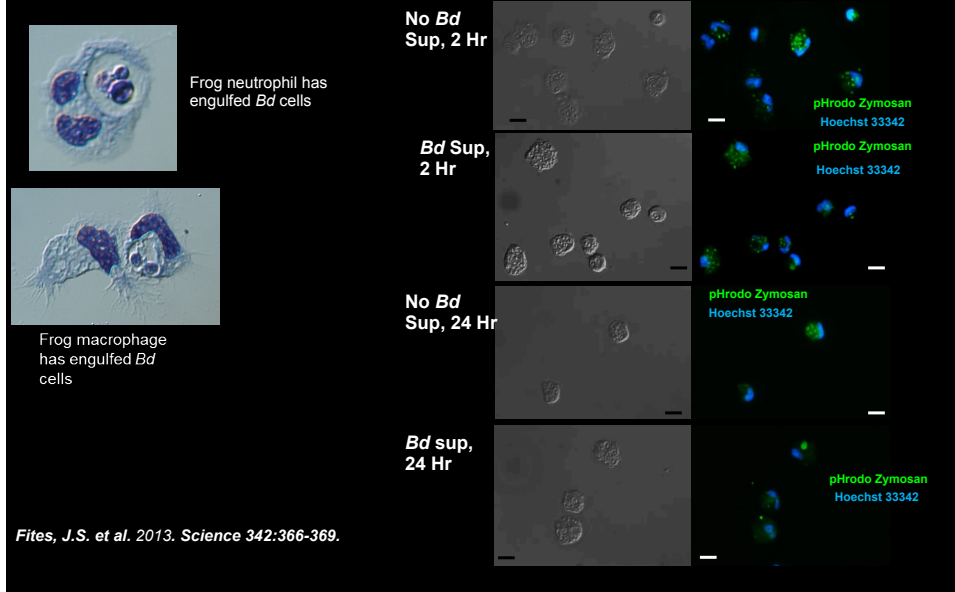 Frog neutrophil has
engulfed Bd cells
Frog macrophage
has engulfed Bd
cells
Fites, J.S. et al. 2013. Science 342:366-369.
No Bd
Sup, 2 Hr
pHrodo Zymosan
Hoechst 33342
Bd Sup,
2 Hr
pHrodo Zymosan
Hoechst 33342
No Bd
Sup, 24 Hr
pHrodo Zymosan
Hoechst 33342
Bd sup,
24 Hr
pHrodo Zymosan
Hoechst 33342